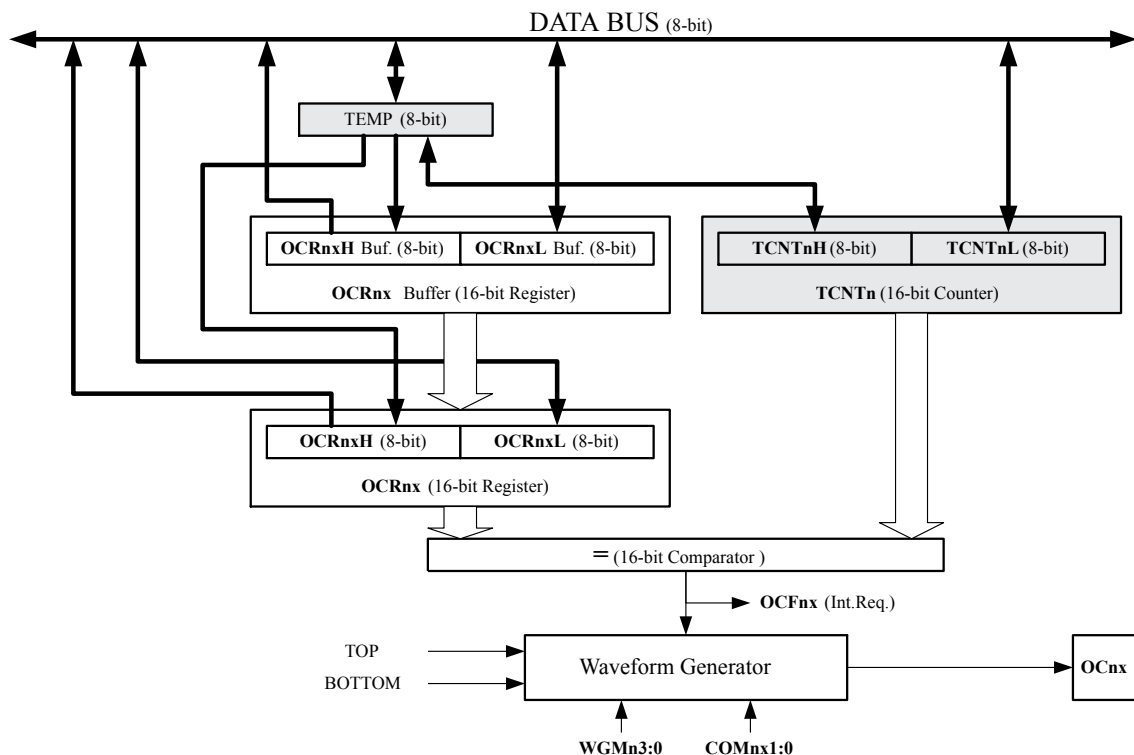 DATA BUS (8-bit)
TEMP (8-bit)
OCRnxH Buf. (8-bit)
OCRnxL Buf. (8-bit)
TCNTnH (8-bit)
TCNTnL (8-bit)
OCRnx Buffer (16-bit Register)
TCNTn (16-bit Counter)
OCRnxH (8-bit)
OCRnxL (8-bit)
OCRnx (16-bit Register)
= (16-bit Comparator )
OCFnx (Int.Req.)
TOP
BOTTOM
Waveform Generator
OCnx
WGMn3:0
COMnx1:0